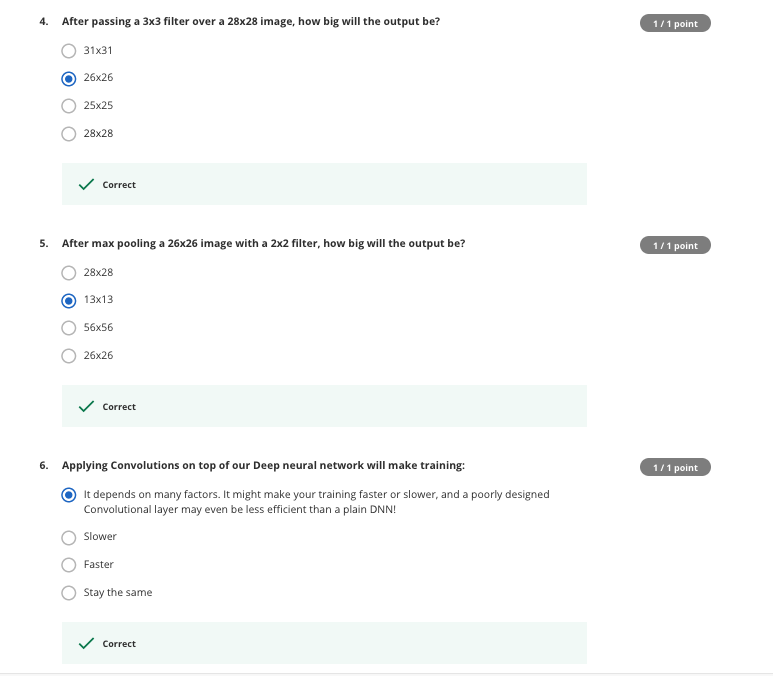 4. After passing a 3x3 filter over a 28x28 image, how big will the output be?
1 / 1 point
31x31
26x26
25x25
28x28
Correct
5. After max pooling a 26x26 image with a 2x2 filter, how big will the output be?
1 / 1 point
28x28
13x13
56x56
26x26
Correct
6. Applying Convolutions on top of our Deep neural network will make training:
1 / 1 point
It depends on many factors. It might make your training faster or slower, and a poorly designed
Convolutional layer may even be less efficient than a plain DNN!
Slower
Faster
Stay the same
Correct